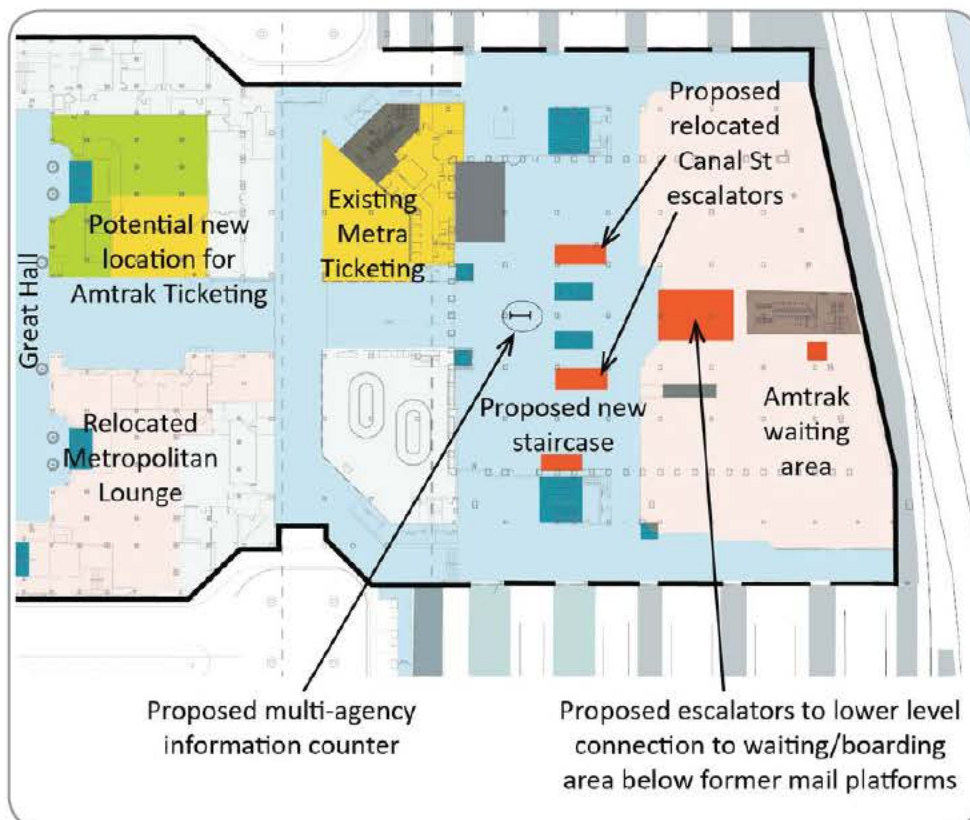 Proposed
relocated
Canal St
escalators
Existing
Metra
Ticketing
Potential new
location for
Amtrak Ticketing
Great Hall
I
Relocated
Metropolitan
Lounge
Proposed new
staircase
Amtrak
waiting
area
Proposed multi-agency
information counter
Proposed escalators to lower level
connection to waiting/boarding
area below former mail platforms